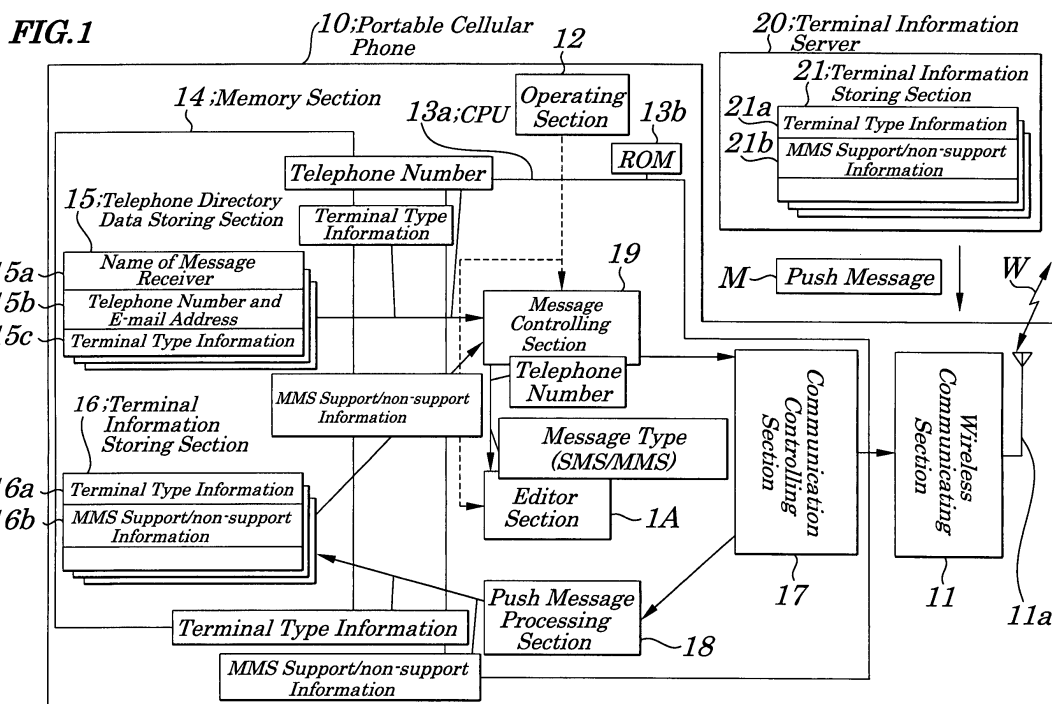 FIG.1
10;Portable Cellular
Phone
12
Operating
Section
20;Terminal Information
Server
21;Terminal Information
Storing Section
21a
Terminal Type Information
21b
MMS Support/non-support
Information
14;Memory Section
13a;CPU
13b
ROM
Telephone Number
Terminal Type
Information
15;Telephone Directory
Data Storing Section
15a
Name of Message
Receiver
15b
Telephone Number and
E-mail Address
15c
Terminal Type Information
19
Message
Controlling
Section
M
Push Message
W
Telephone
Number
MMS Support/non-support
Information
16;Terminal
Information
Storing Section
Message Type
(SMS/MMS)
16a
Terminal Type Information
16b
MMS Support/non-support
Information
Editor
Section
1A
Communication
Controlling
Section
17
Wireless
Communicating
Section
11
11a
Push Message
Processing
Section
18
Terminal Type Information
MMS Support/non-support
Information